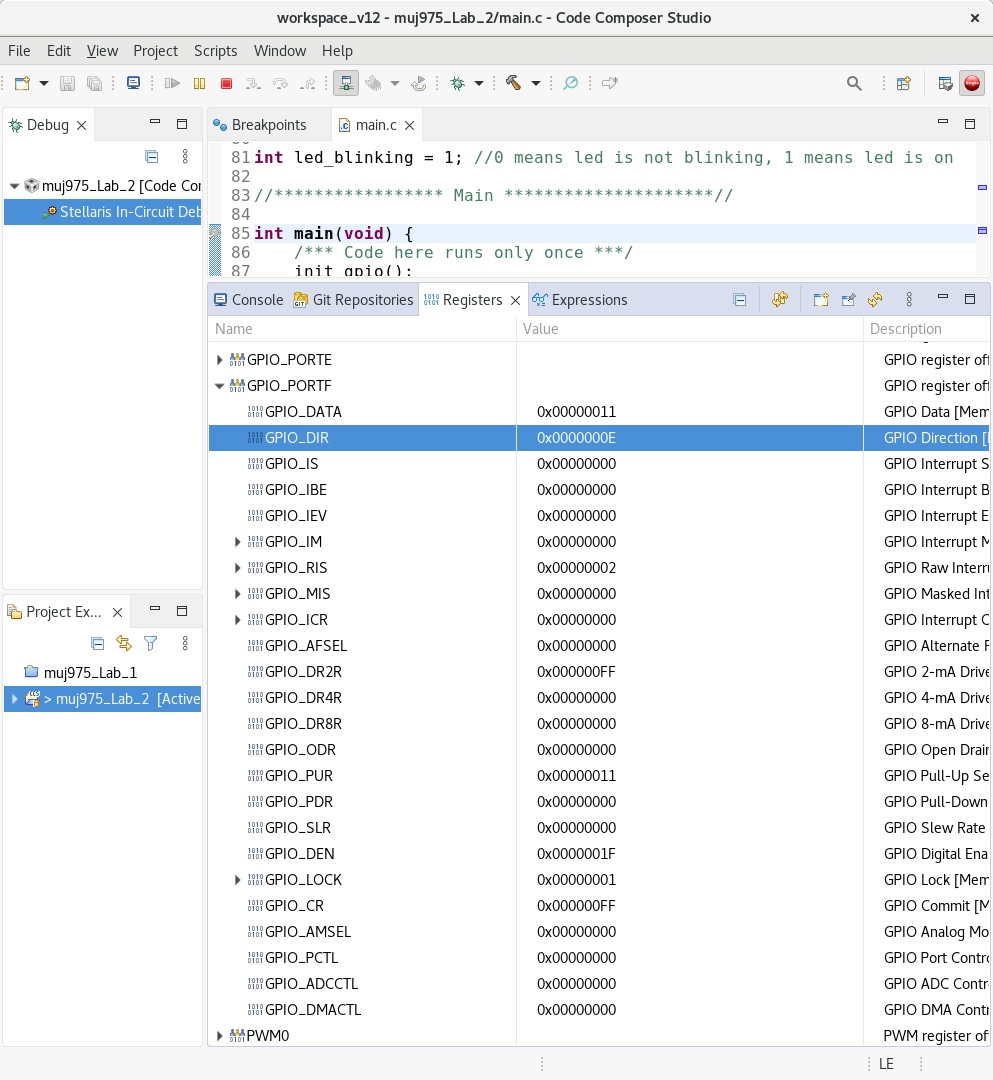 workspace_v12 - muj975_Lab_2/main.c - Code Composer Studio
File Edit View Project Scripts Window Help
Debug
muj975_Lab_2 [Code Cor
Stellaris In-Circuit Deb
Project Ex...
muj975_Lab_1
> muj975_Lab_2 [Active
Breakpoints main.c
81 int led_blinking = 1; //0 means led is not blinking, 1 means led is on
82
83 //***************** Main *********************//
84
85 int main(void) {
86 /*** Code here runs only once ***/
87 init_gpio();
Console Git Repositories Registers Expressions
Name Value Description
GPIO_PORTE GPIO register off
GPIO_PORTF GPIO register off
GPIO_DATA 0x00000011 GPIO Data [Mem
GPIO_DIR 0x0000000E GPIO Direction [
GPIO_IS 0x00000000 GPIO Interrupt S
GPIO_IBE 0x00000000 GPIO Interrupt B
GPIO_IEV 0x00000000 GPIO Interrupt E
GPIO_IM 0x00000000 GPIO Interrupt M
GPIO_RIS 0x00000002 GPIO Raw Interru
GPIO_MIS 0x00000000 GPIO Masked Int
GPIO_ICR 0x00000000 GPIO Interrupt C
GPIO_AFSEL 0x00000000 GPIO Alternate F
GPIO_DR2R 0x000000FF GPIO 2-mA Drive
GPIO_DR4R 0x00000000 GPIO 4-mA Drive
GPIO_DR8R 0x00000000 GPIO 8-mA Drive
GPIO_ODR 0x00000000 GPIO Open Drain
GPIO_PUR 0x00000011 GPIO Pull-Up Se
GPIO_PDR 0x00000000 GPIO Pull-Down
GPIO_SLR 0x00000000 GPIO Slew Rate
GPIO_DEN 0x0000001F GPIO Digital Ena
GPIO_LOCK 0x00000001 GPIO Lock [Mem
GPIO_CR 0x000000FF GPIO Commit [M
GPIO_AMSEL 0x00000000 GPIO Analog Mo
GPIO_PCTL 0x00000000 GPIO Port Contro
GPIO_ADCCTL 0x00000000 GPIO ADC Contr
GPIO_DMACTL 0x00000000 GPIO DMA Contr
PWM0 PWM register of
LE